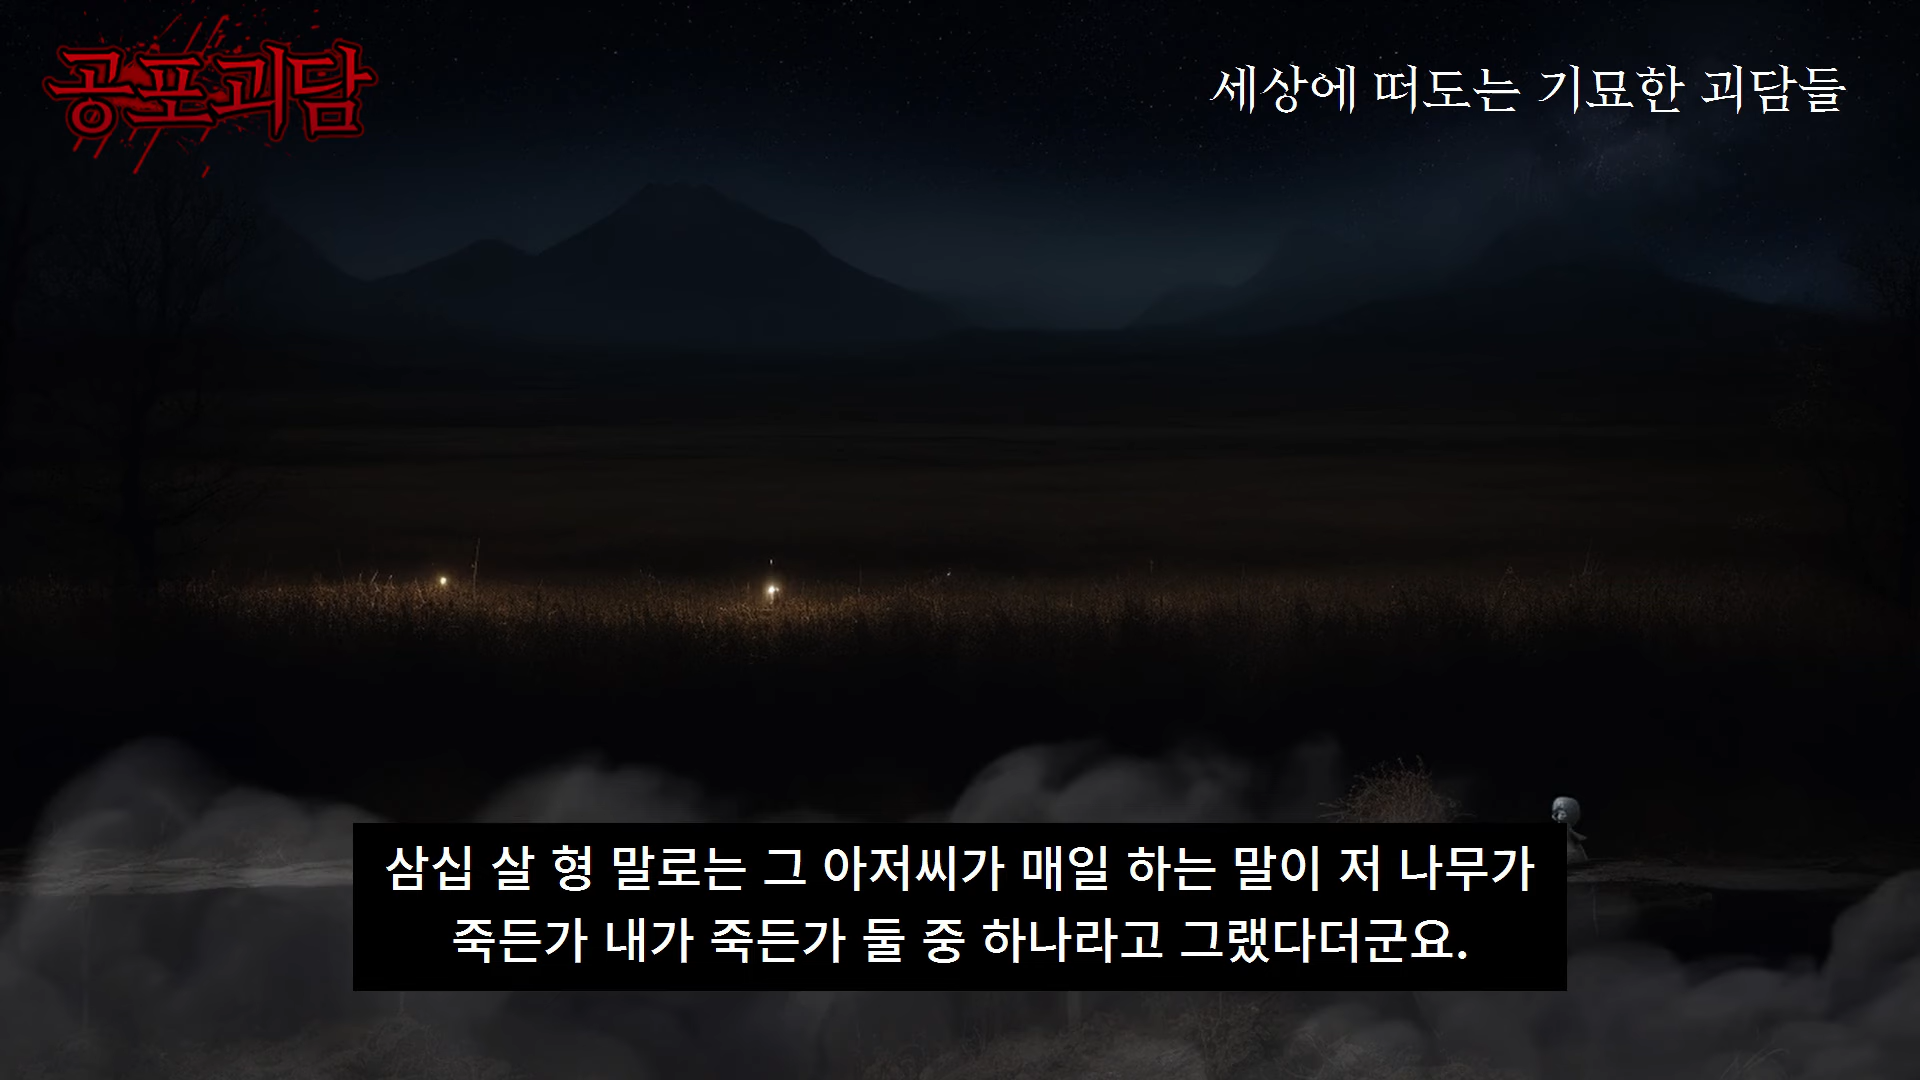 공포괴담
세상에 떠도는 기묘한 괴담들
삼십 살 형 말로는 그 아저씨가 매일 하는 말이 저 나무가
죽든가 내가 죽든가 둘 중 하나라고 그랬다더군요.